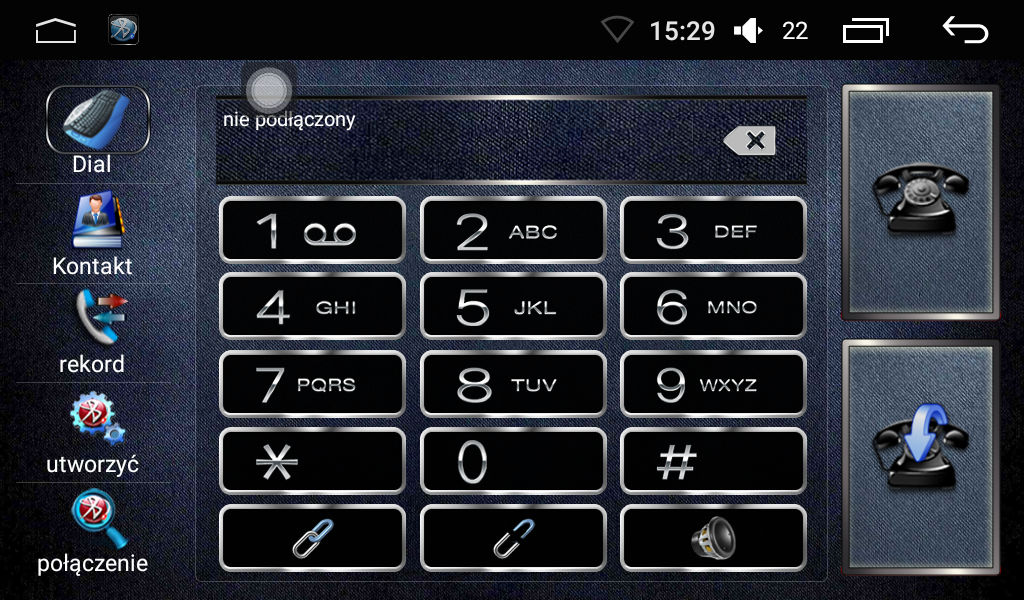 15:29
22
nie podłączony
Dial
Kontakt
rekord
utworzyć
połączenie
1
2 ABC
3 DEF
4 GHI
5 JKL
6 MNO
7 PQRS
8 TUV
9 WXYZ
*
0
#